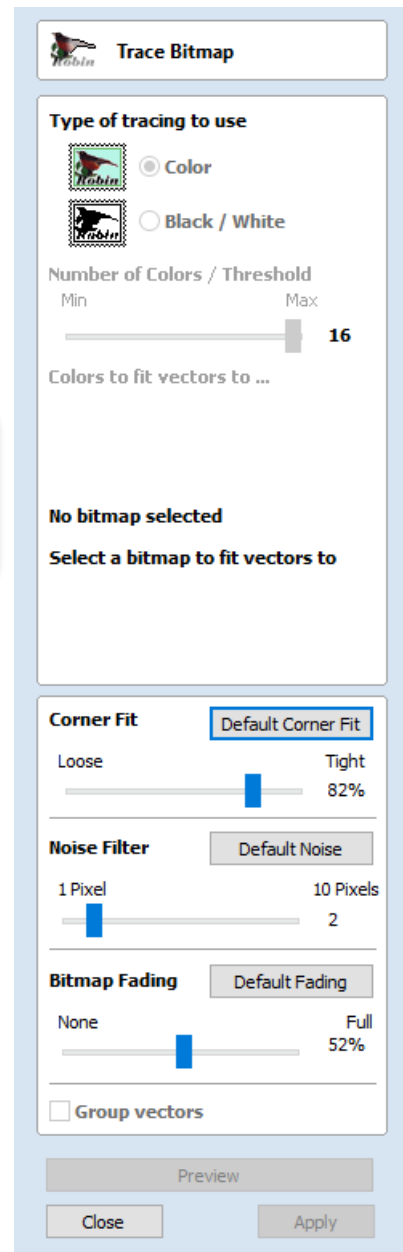 Robin
Trace Bitmap
Type of tracing to use
Robin
Color
Robin
Black / White
Number of Colors / Threshold
Min Max
16
Colors to fit vectors to ...
No bitmap selected
Select a bitmap to fit vectors to
Corner Fit Default Corner Fit
Loose Tight
82%
Noise Filter Default Noise
1 Pixel 10 Pixels
2
Bitmap Fading Default Fading
None Full
52%
Group vectors
Preview
Close Apply